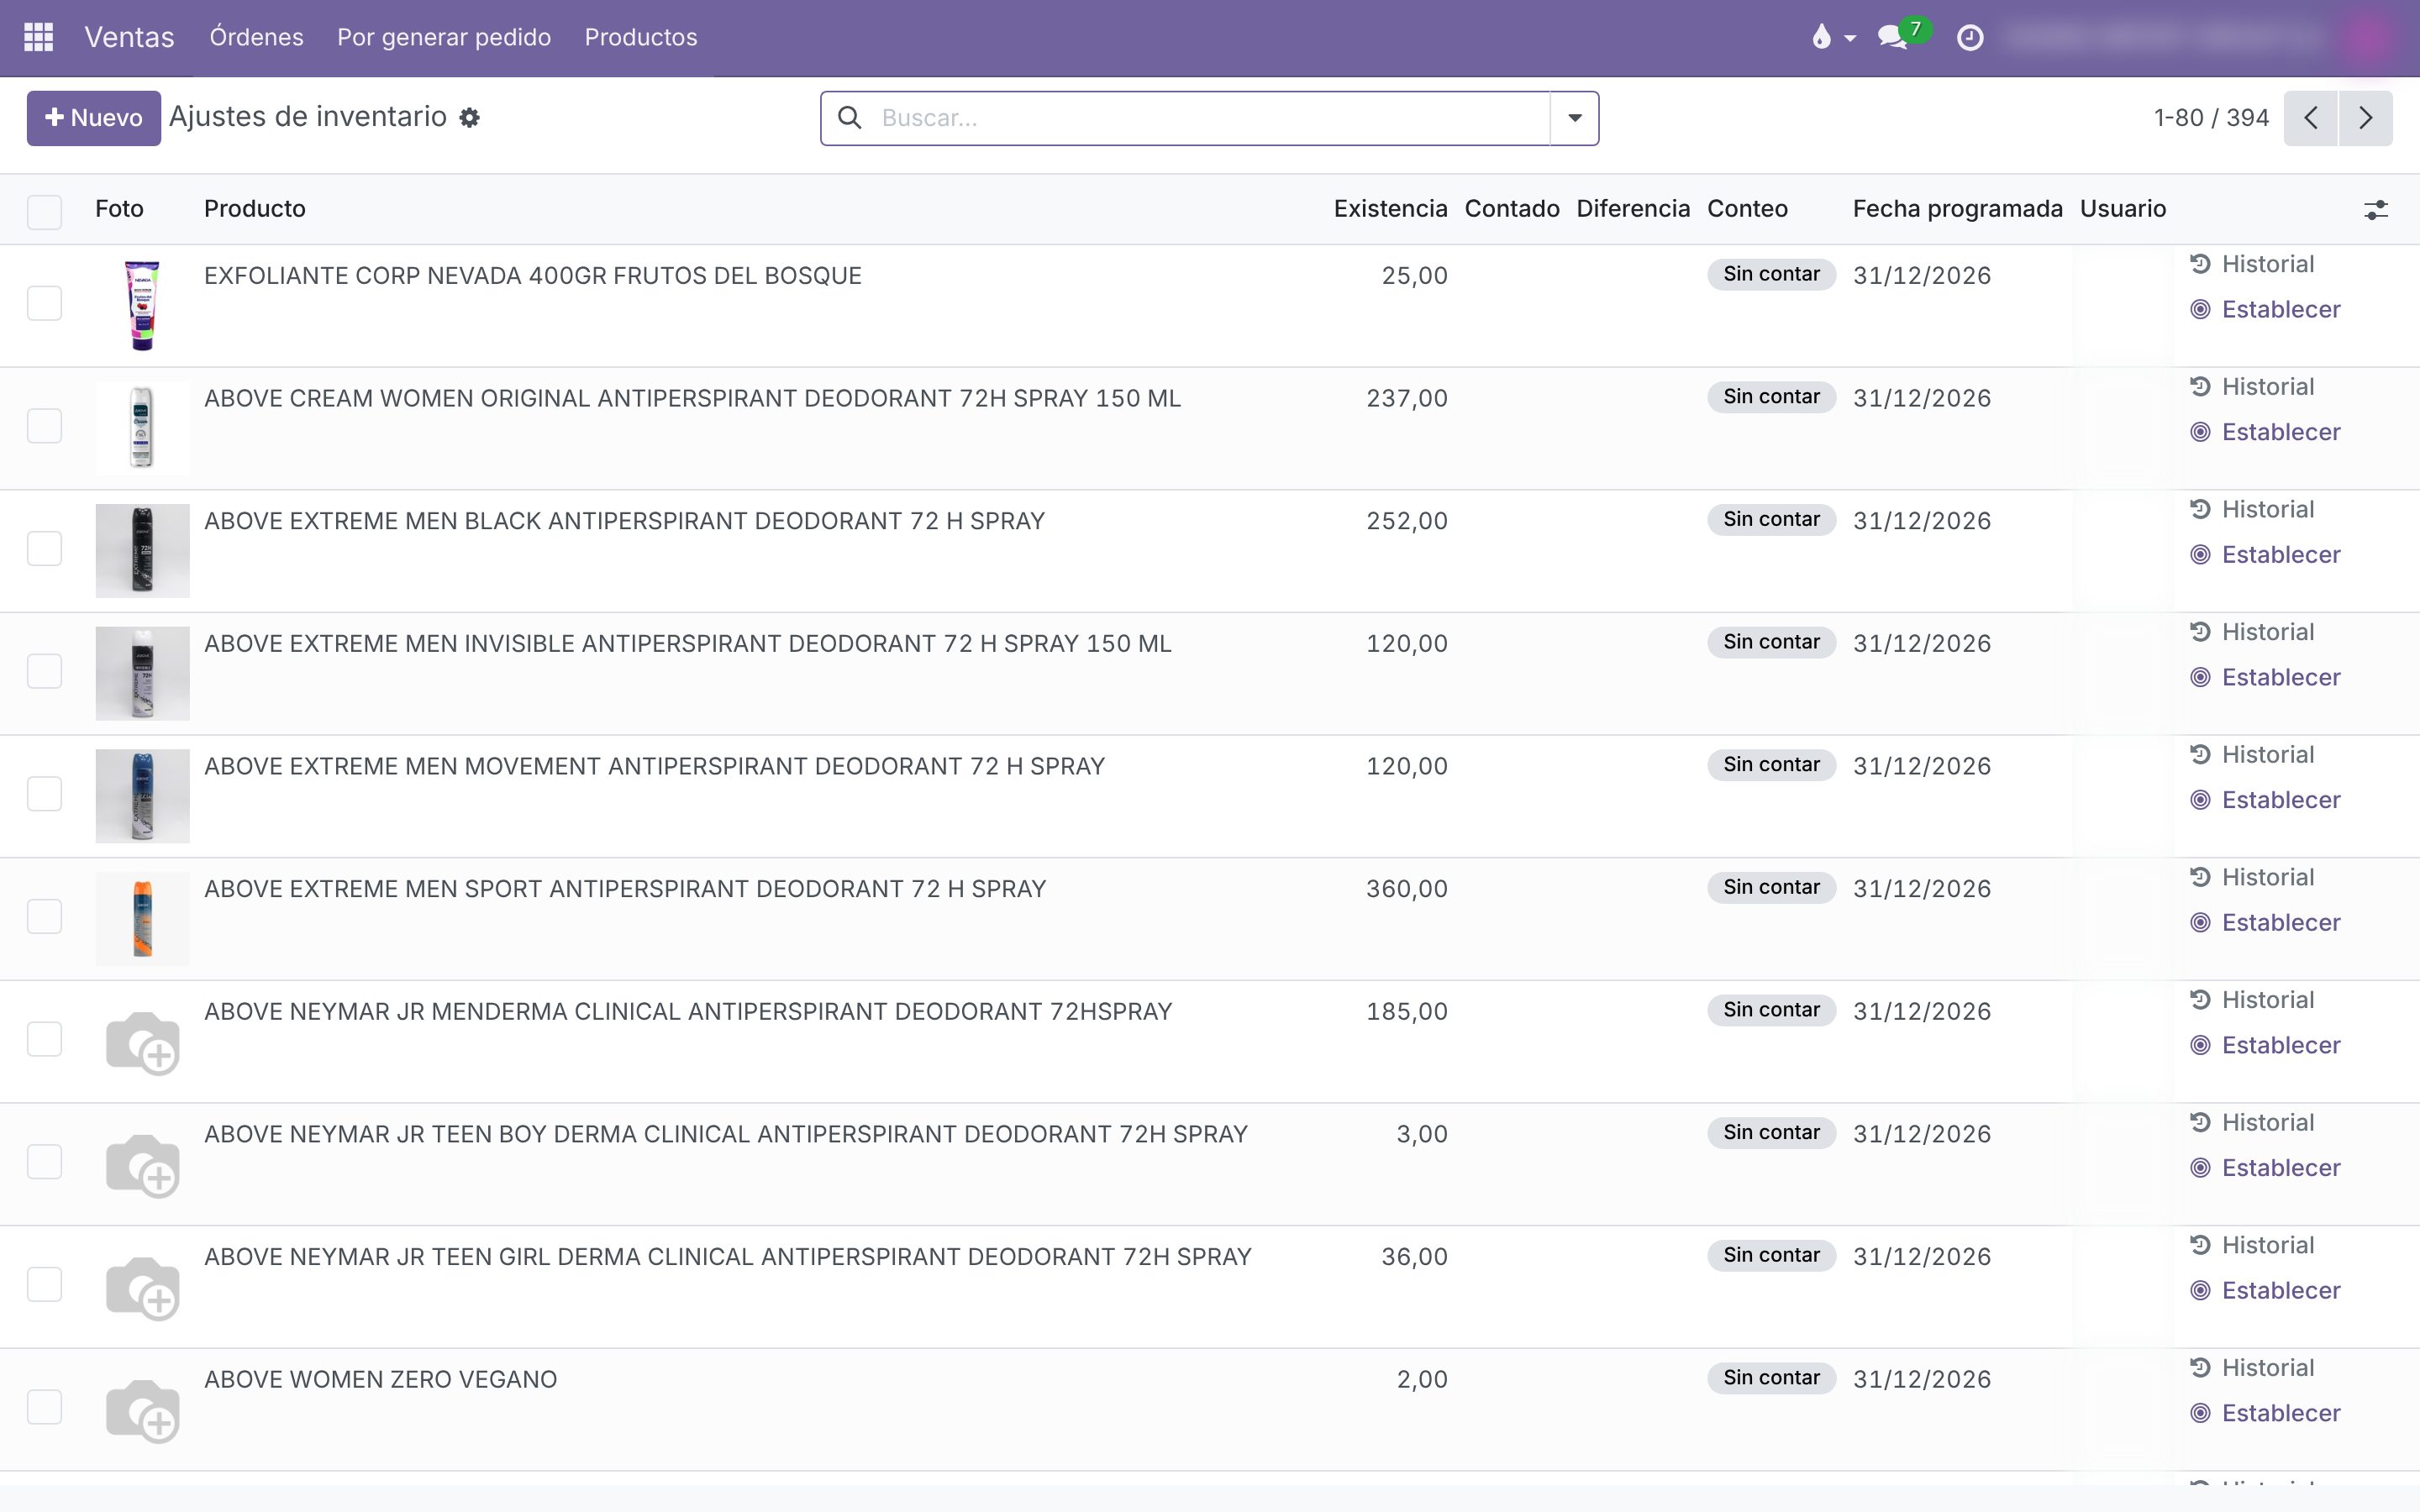 Ventas Órdenes Por generar pedido Productos 7
Nuevo Ajustes de inventario Buscar... 1-80 / 394
Foto Producto Existencia Contado Diferencia Conteo Fecha programada Usuario
EXFOLIANTE CORP NEVADA 400GR FRUTOS DEL BOSQUE 25,00 Sin contar 31/12/2026 Historial
Establecer
ABOVE CREAM WOMEN ORIGINAL ANTIPERSPIRANT DEODORANT 72H SPRAY 150 ML 237,00 Sin contar 31/12/2026 Historial
Establecer
ABOVE EXTREME MEN BLACK ANTIPERSPIRANT DEODORANT 72 H SPRAY 252,00 Sin contar 31/12/2026 Historial
Establecer
ABOVE EXTREME MEN INVISIBLE ANTIPERSPIRANT DEODORANT 72 H SPRAY 150 ML 120,00 Sin contar 31/12/2026 Historial
Establecer
ABOVE EXTREME MEN MOVEMENT ANTIPERSPIRANT DEODORANT 72 H SPRAY 120,00 Sin contar 31/12/2026 Historial
Establecer
ABOVE EXTREME MEN SPORT ANTIPERSPIRANT DEODORANT 72 H SPRAY 360,00 Sin contar 31/12/2026 Historial
Establecer
ABOVE NEYMAR JR MENDERMA CLINICAL ANTIPERSPIRANT DEODORANT 72HSPRAY 185,00 Sin contar 31/12/2026 Historial
Establecer
ABOVE NEYMAR JR TEEN BOY DERMA CLINICAL ANTIPERSPIRANT DEODORANT 72H SPRAY 3,00 Sin contar 31/12/2026 Historial
Establecer
ABOVE NEYMAR JR TEEN GIRL DERMA CLINICAL ANTIPERSPIRANT DEODORANT 72H SPRAY 36,00 Sin contar 31/12/2026 Historial
Establecer
ABOVE WOMEN ZERO VEGANO 2,00 Sin contar 31/12/2026 Historial
Establecer